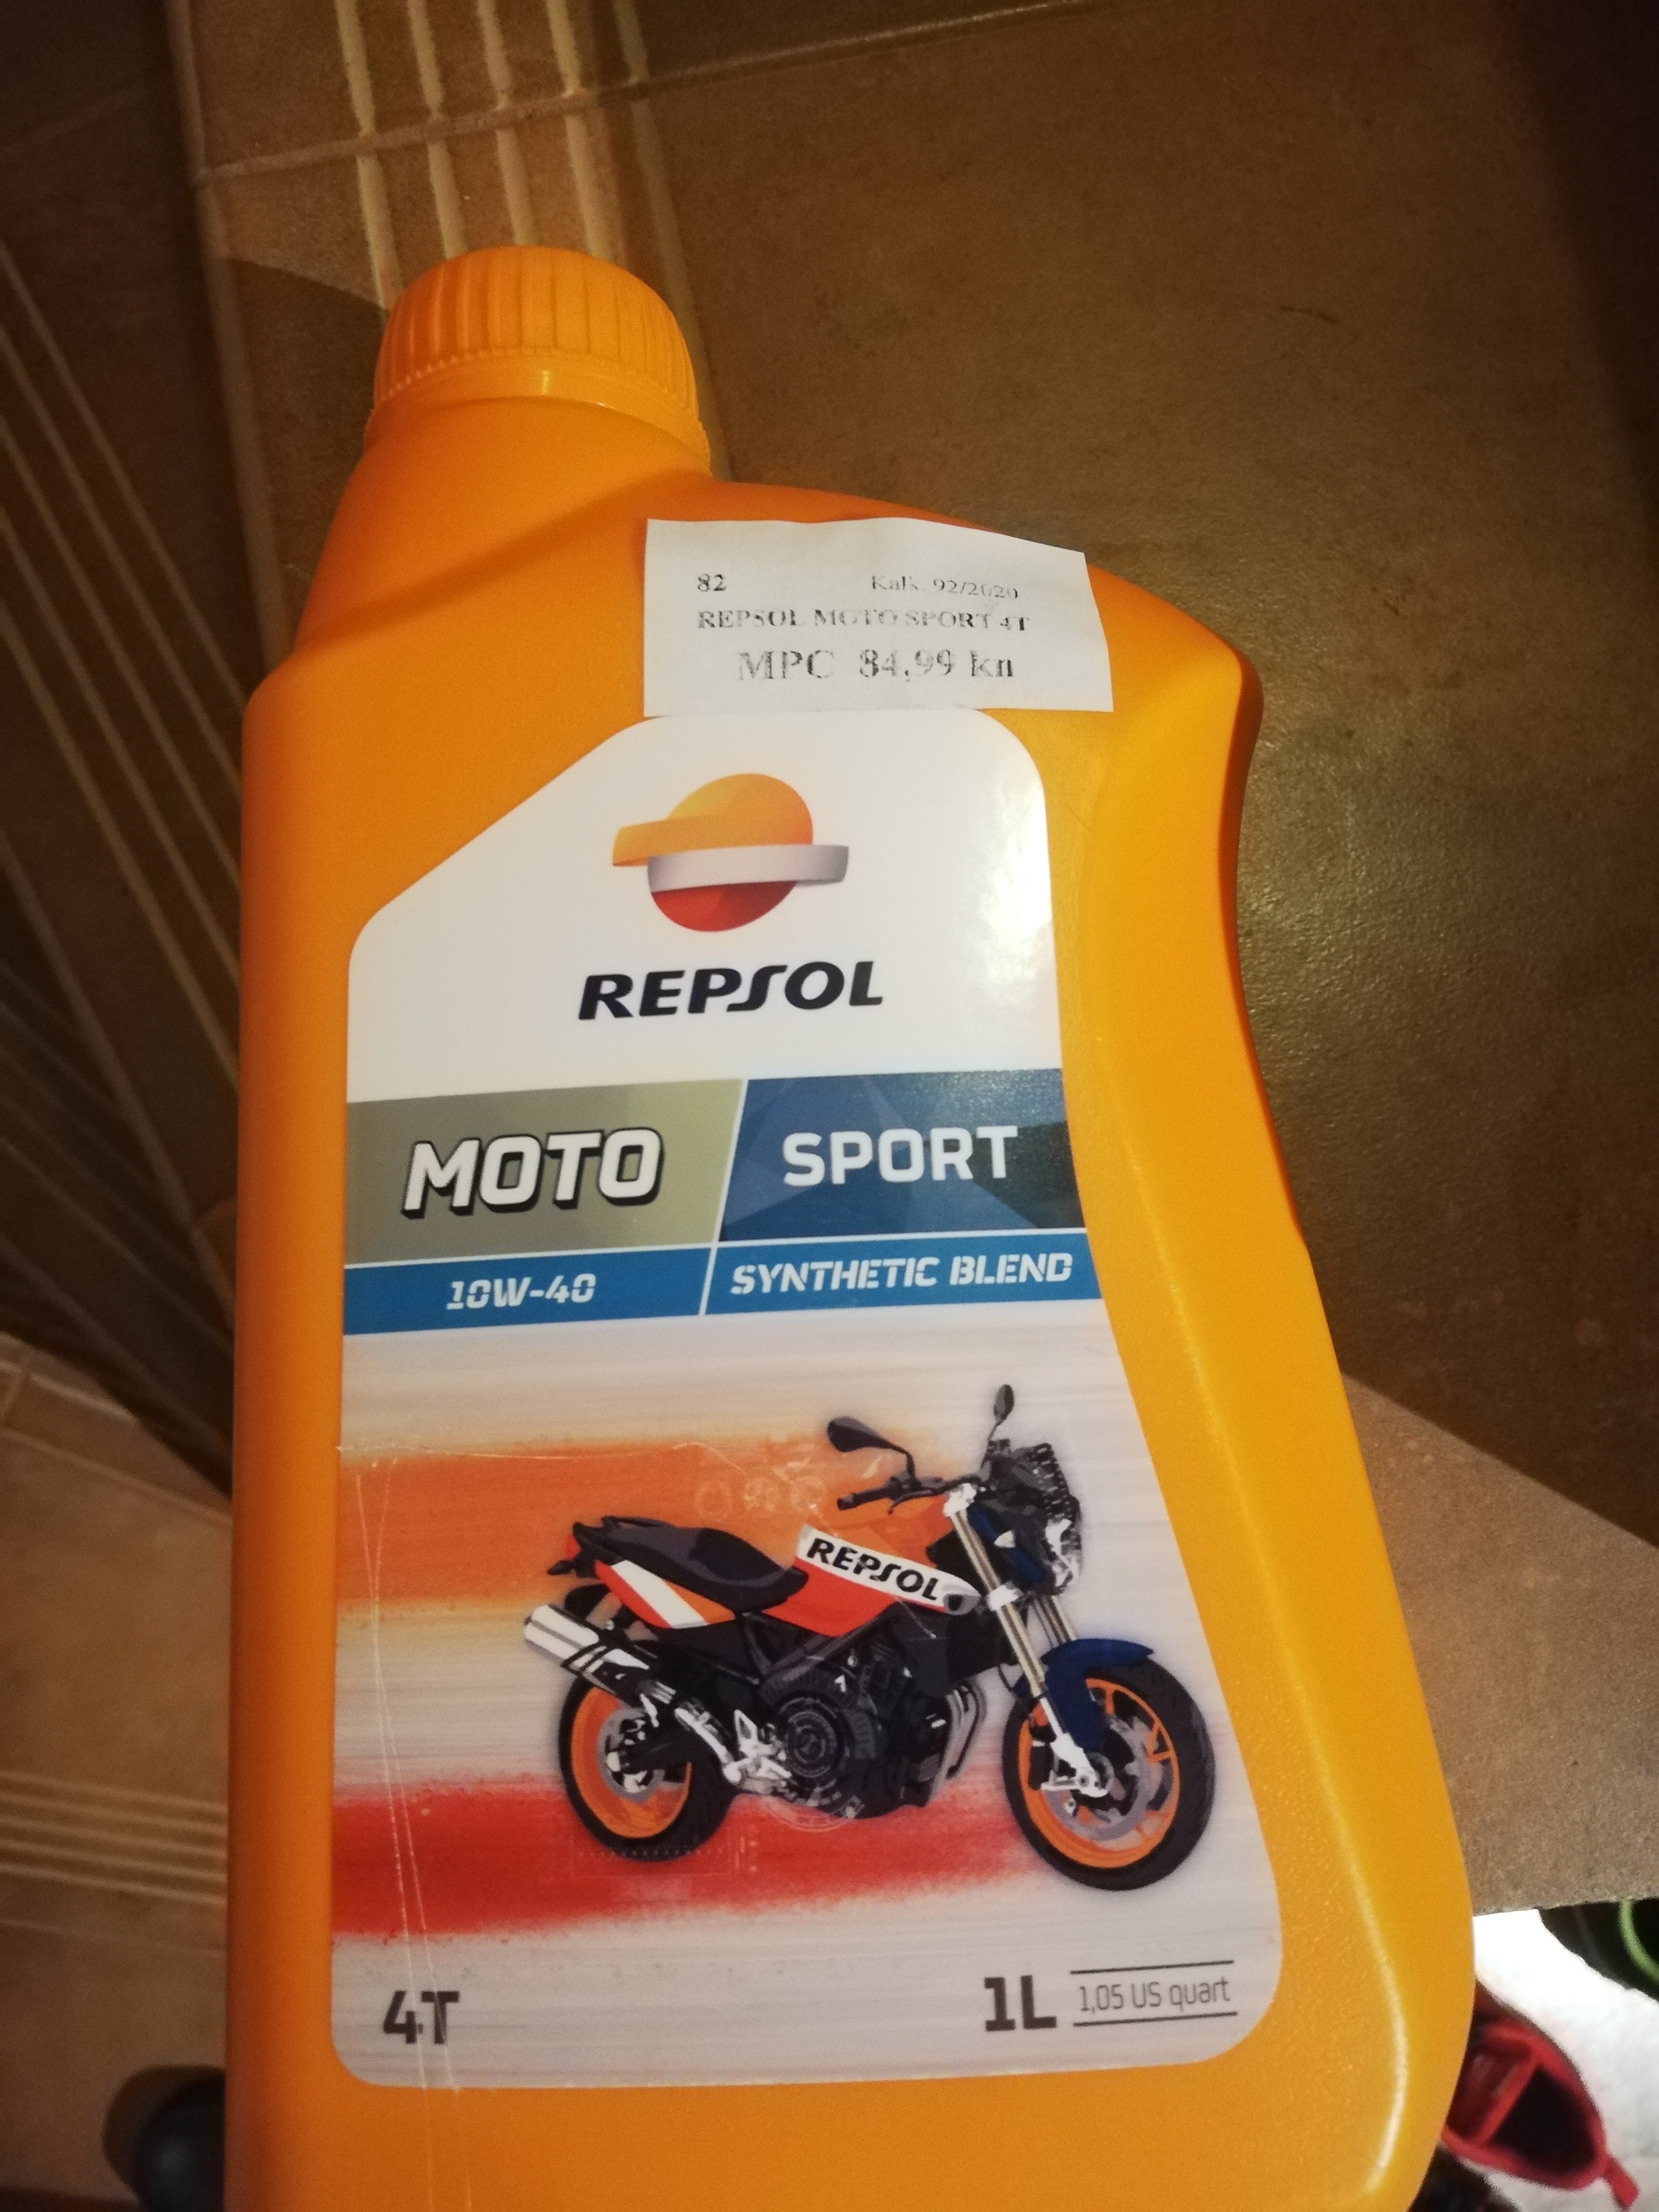 82 Kalk. 92/2020
REPSOL MOTO SPORT 4T
MPC 84,99 kn
REPSOL
MOTO SPORT
10W-40 SYNTHETIC BLEND
REPSOL
4T 1L 1,05 US quart